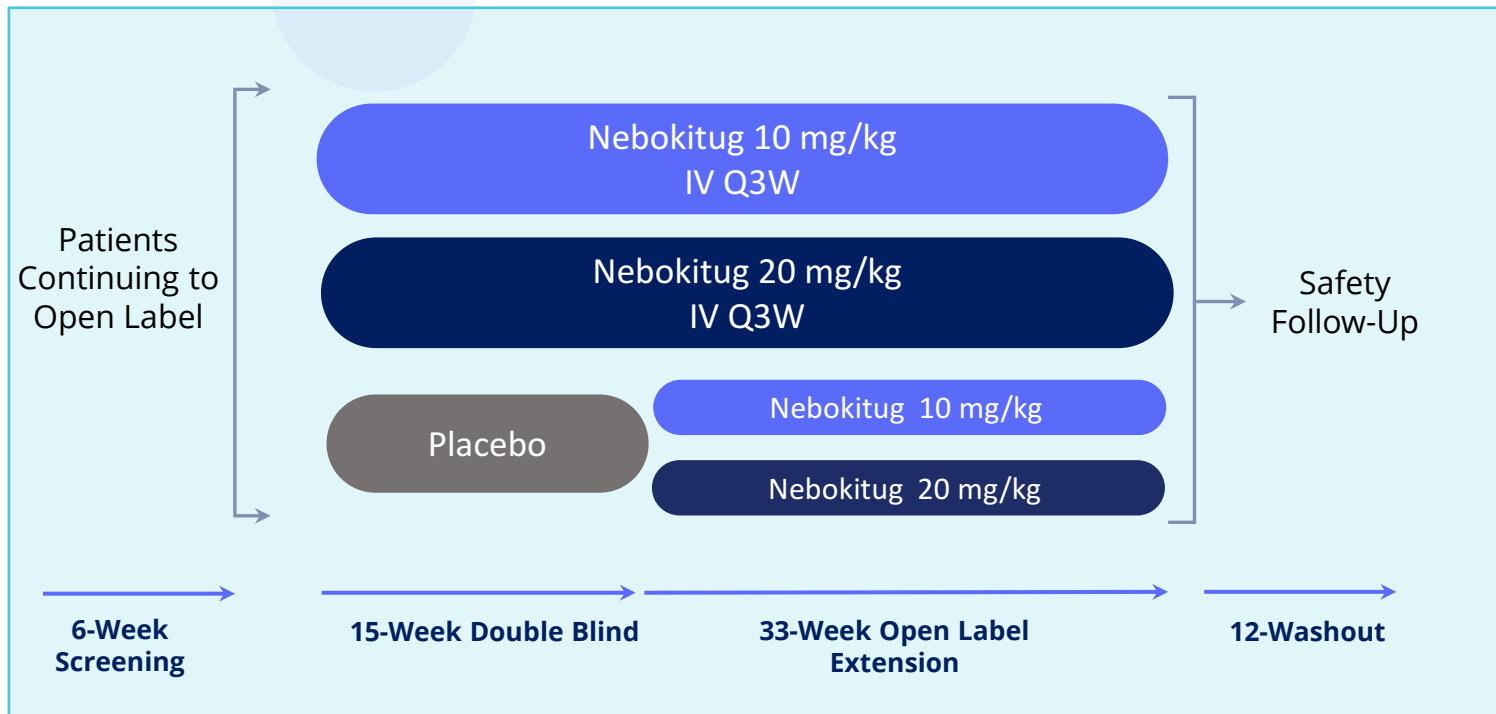 Nebokitug 10 mg/kg
IV Q3W
Patients
Continuing to
Open Label
Nebokitug 20 mg/kg
IV Q3W
Safety
Follow-Up
Placebo
Nebokitug 10 mg/kg
Nebokitug 20 mg/kg
6-Week
Screening
15-Week Double Blind
33-Week Open Label
Extension
12-Washout